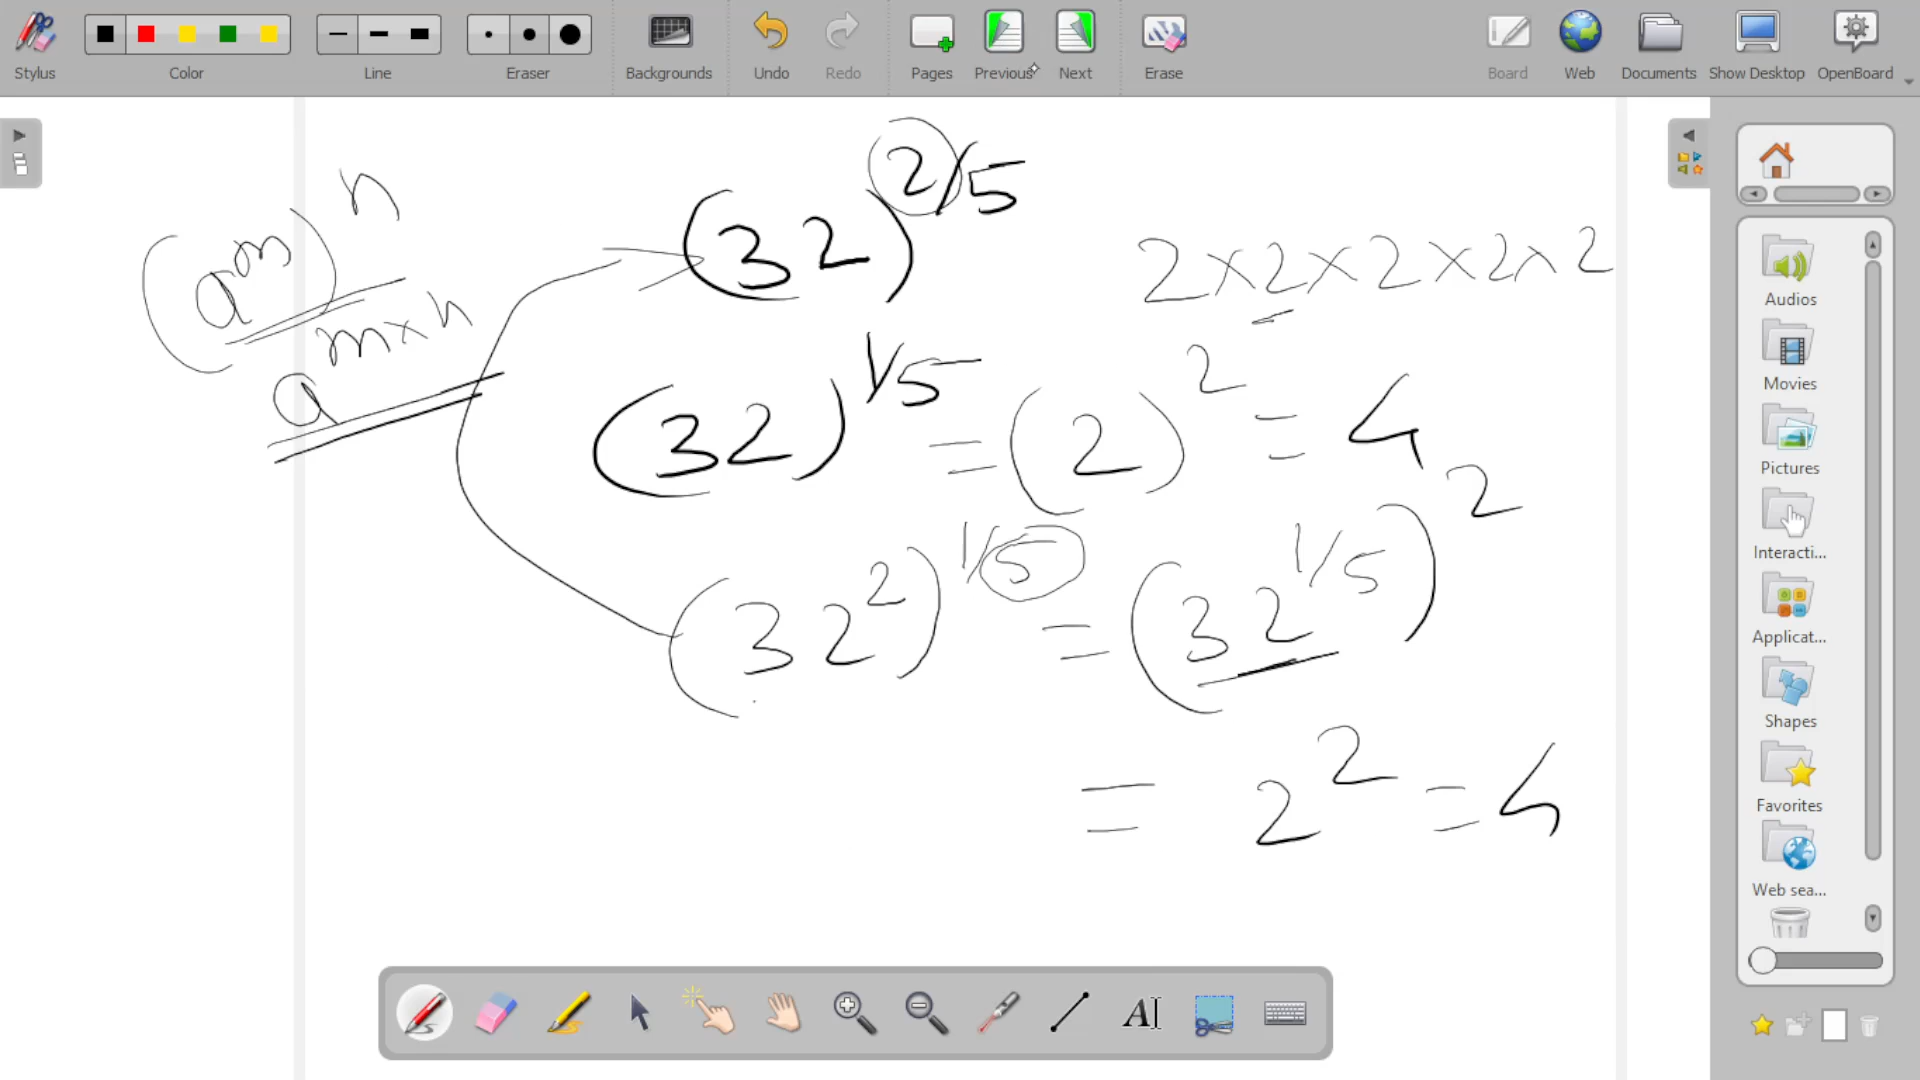 Stylus Color Line Eraser Backgrounds Undo Redo Pages Previous Next Erase Board Web Documents Show Desktop OpenBoard
(32)^2/5
(a^m)^n
2×2×2×2×2
a^m×n
(32)^1/5 = (2)^2 = 4
(32^2)^1/5 = (32^1/5)^2
= 2^2 = 4
Audios
Movies
Pictures
Interacti...
Applicat...
Shapes
Favorites
Web sea...